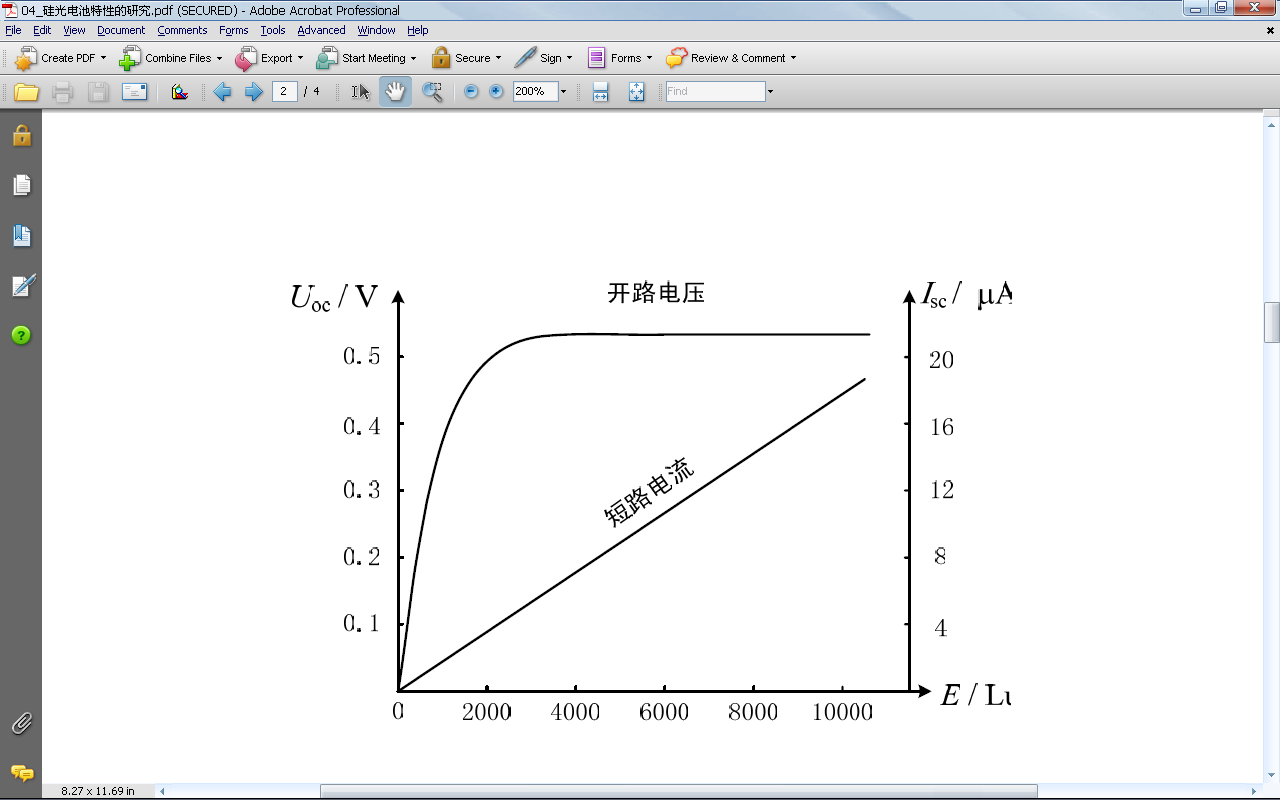 04_硅光电池特性的研究.pdf (SECURED) - Adobe Acrobat Professional
File Edit View Document Comments Forms Tools Advanced Window Help
Create PDF Combine Files Export Start Meeting Secure Sign Forms Review & Comment
2 / 4 200% Find
开路电压
Uoc / V
Isc / μA
0.5
20
0.4
16
短路电流
0.3
12
0.2
8
0.1
4
0 2000 4000 6000 8000 10000
E / Lu
8.27 x 11.69 in